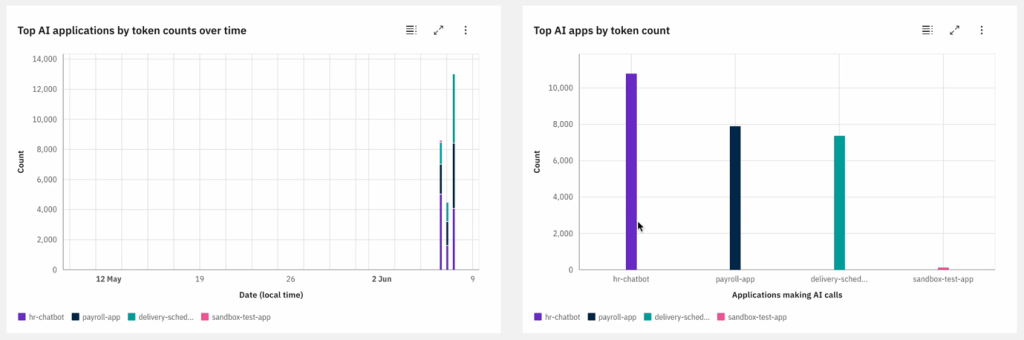 Top AI applications by token counts over time
14,000
12,000
10,000
8,000
6,000
4,000
2,000
0
Count
12 May 19 26 2 Jun 9
Date (local time)
hr-chatbot payroll-app delivery-sched... sandbox-test-app
Top AI apps by token count
10,000
8,000
6,000
4,000
2,000
0
Count
hr-chatbot payroll-app delivery-sched... sandbox-test-app
Applications making AI calls
hr-chatbot payroll-app delivery-sched... sandbox-test-app